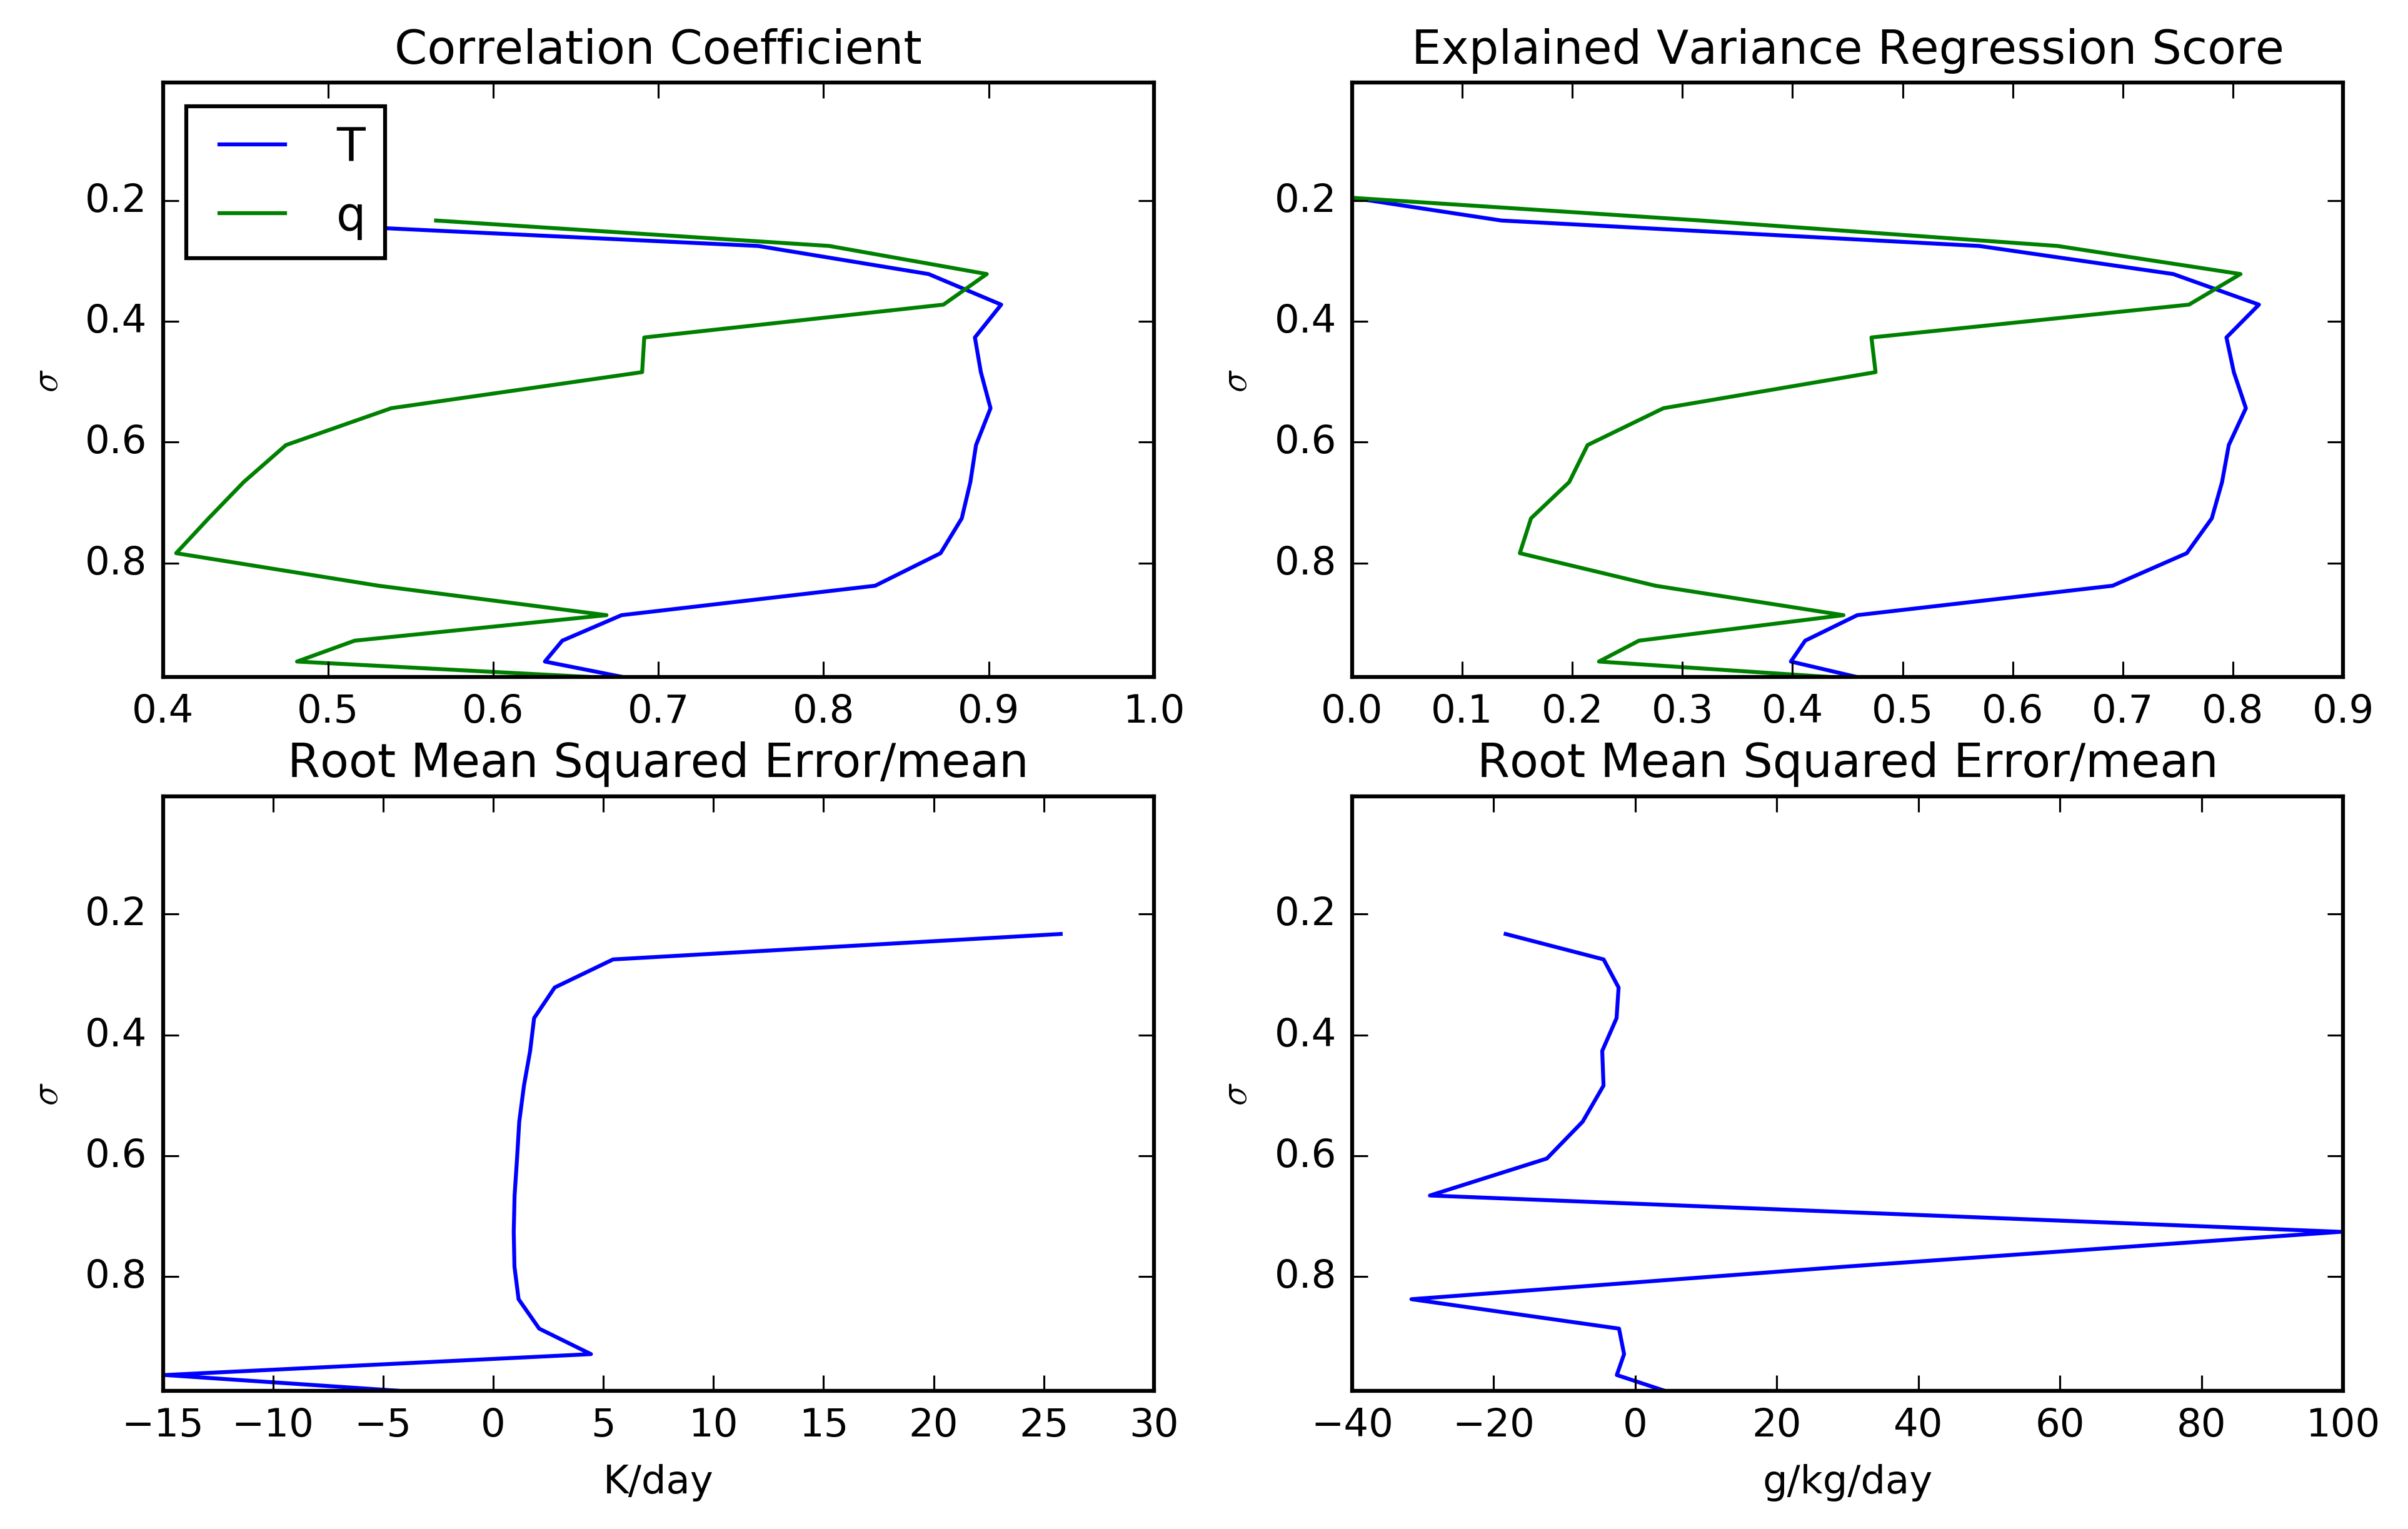 Correlation Coefficient
T
q
0.2
0.4
0.6
0.8
σ
0.4 0.5 0.6 0.7 0.8 0.9 1.0
Explained Variance Regression Score
0.2
0.4
0.6
0.8
σ
0.0 0.1 0.2 0.3 0.4 0.5 0.6 0.7 0.8 0.9
Root Mean Squared Error/mean
0.2
0.4
0.6
0.8
σ
−15 −10 −5 0 5 10 15 20 25 30
K/day
Root Mean Squared Error/mean
0.2
0.4
0.6
0.8
σ
−40 −20 0 20 40 60 80 100
g/kg/day